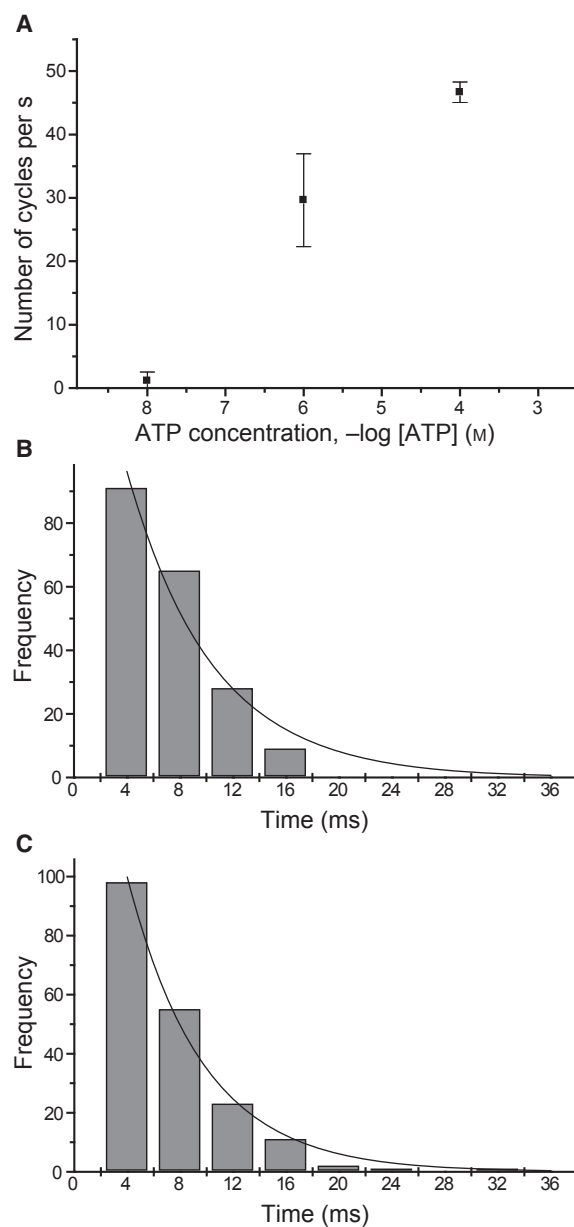 A
Number of cycles per s
50
40
30
20
10
0
8 7 6 5 4 3
ATP concentration, –log [ATP] (M)
B
Frequency
80
60
40
20
0
0 4 8 12 16 20 24 28 32 36
Time (ms)
C
Frequency
100
80
60
40
20
0
0 4 8 12 16 20 24 28 32 36
Time (ms)